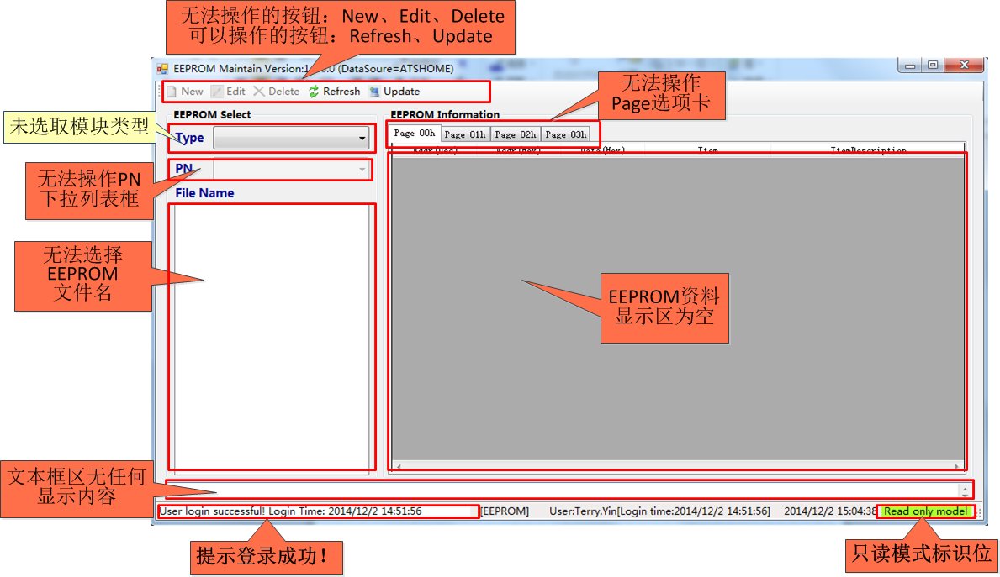 无法操作的按钮：New、Edit、Delete
可以操作的按钮：Refresh、Update
EEPROM Maintain Version:1 (DataSoure=ATSHOME)
New Edit Delete Refresh Update
无法操作
Page选项卡
EEPROM Select
EEPROM Information
未选取模块类型
Type
Page 00h Page 01h Page 02h Page 03h
Addr(Dec) Addr(Hex) Data(Hex) Item ItemDescription
PN
无法操作PN
下拉列表框
File Name
无法选择
EEPROM
文件名
EEPROM资料
显示区为空
文本框区无任何
显示内容
User login successful! Login Time: 2014/12/2 14:51:56
[EEPROM]
User:Terry.Yin[Login time:2014/12/2 14:51:56]
2014/12/2 15:04:38
Read only model
提示登录成功！
只读模式标识位